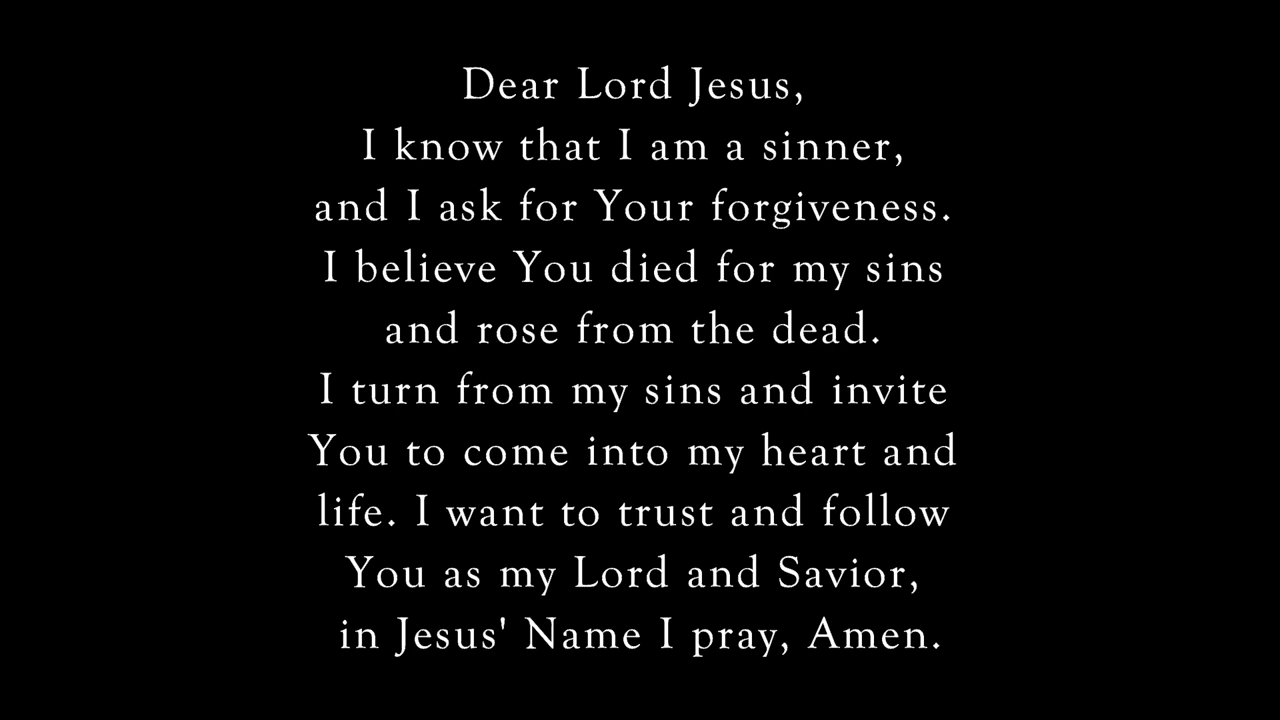 Dear Lord Jesus,
I know that I am a sinner,
and I ask for Your forgiveness.
I believe You died for my sins
and rose from the dead.
I turn from my sins and invite
You to come into my heart and
life. I want to trust and follow
You as my Lord and Savior,
in Jesus' Name I pray, Amen.